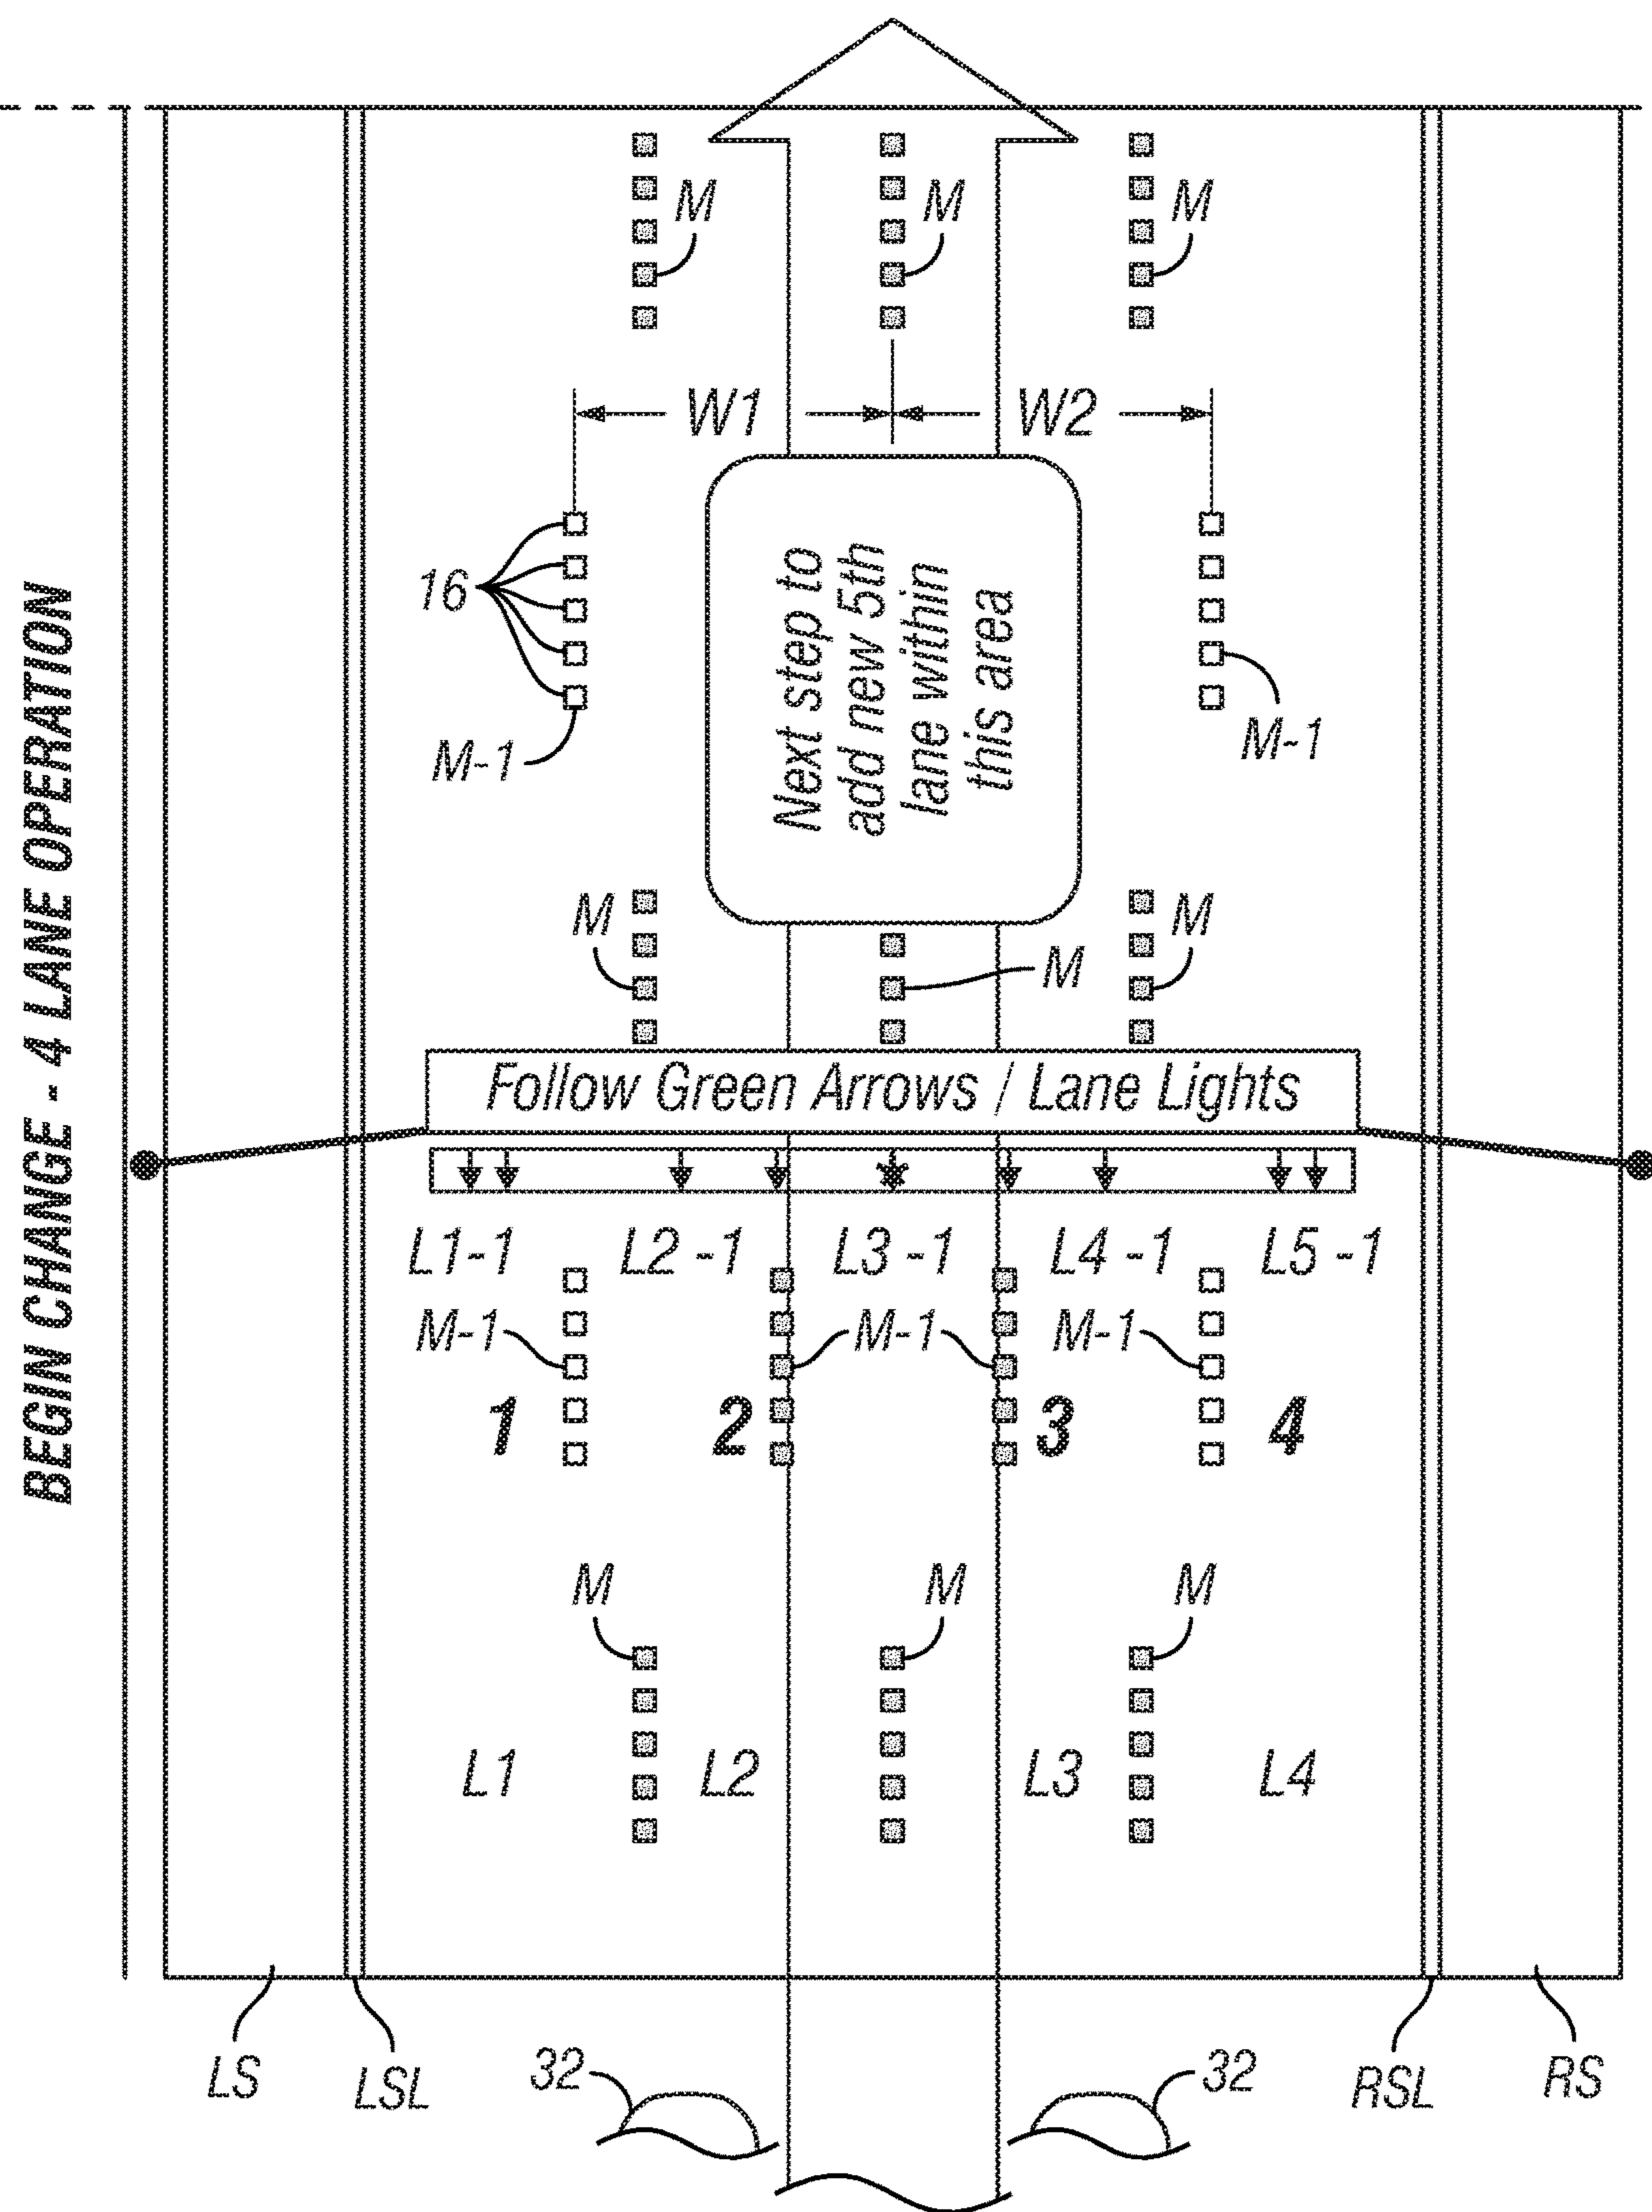 BEGIN CHANGE - 4 LANE OPERATION
M M M
W1 W2
16
Next step to
add new 5th
lane within
this area
M-1 M-1
M M
M
Follow Green Arrows / Lane Lights
L1-1 L2 -1 L3 -1 L4 -1 L5 -1
M-1 M-1 M-1
1 2 3 4
M M M
L1 L2 L3 L4
LS LSL 32 32 RSL RS